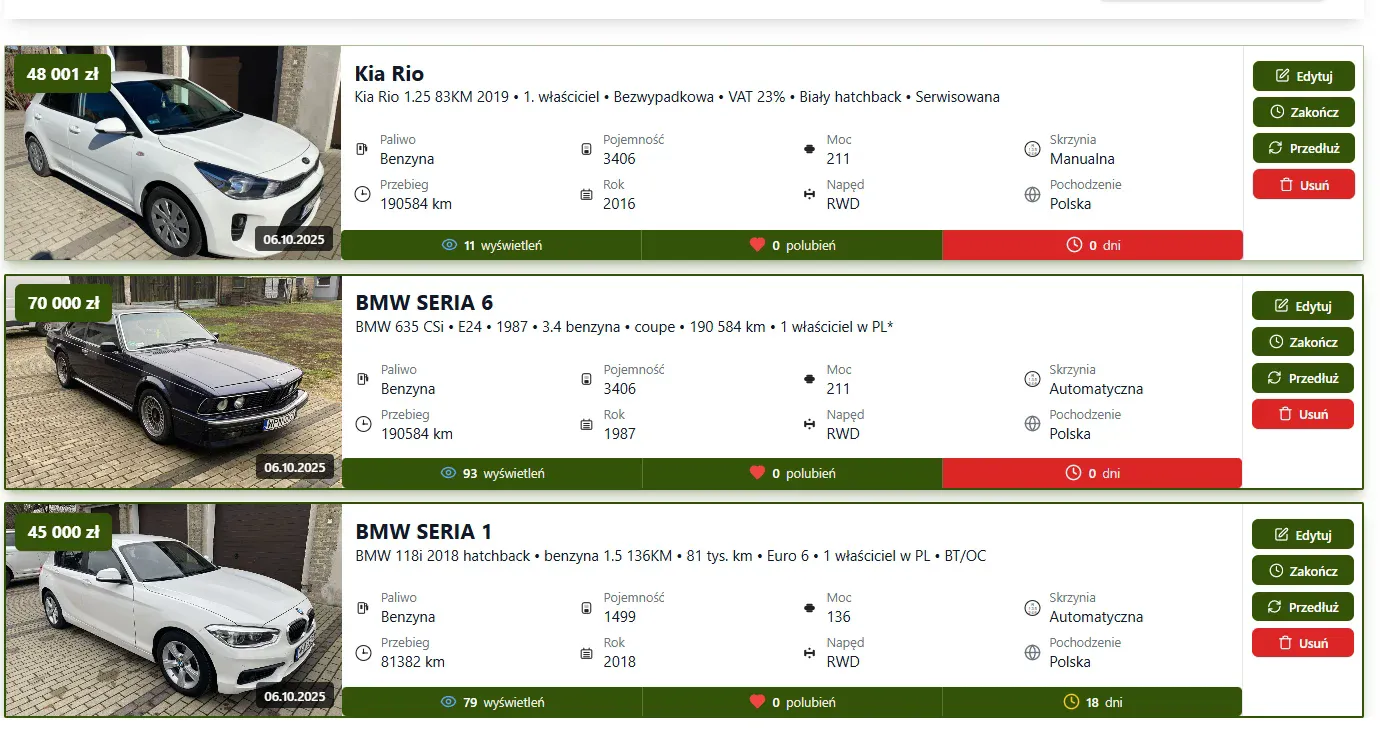 48 001 zł
Kia Rio
Kia Rio 1.25 83KM 2019 • 1. właściciel • Bezwypadkowa • VAT 23% • Biały hatchback • Serwisowana
Paliwo Pojemność Moc Skrzynia
Benzyna 3406 211 Manualna
Przebieg Rok Napęd Pochodzenie
190584 km 2016 RWD Polska
06.10.2025
11 wyświetleń 0 polubień 0 dni
Edytuj
Zakończ
Przedłuż
Usuń
70 000 zł
BMW SERIA 6
BMW 635 CSi • E24 • 1987 • 3.4 benzyna • coupe • 190 584 km • 1 właściciel w PL*
Paliwo Pojemność Moc Skrzynia
Benzyna 3406 211 Automatyczna
Przebieg Rok Napęd Pochodzenie
190584 km 1987 RWD Polska
06.10.2025
93 wyświetleń 0 polubień 0 dni
Edytuj
Zakończ
Przedłuż
Usuń
45 000 zł
BMW SERIA 1
BMW 118i 2018 hatchback • benzyna 1.5 136KM • 81 tys. km • Euro 6 • 1 właściciel w PL • BT/OC
Paliwo Pojemność Moc Skrzynia
Benzyna 1499 136 Automatyczna
Przebieg Rok Napęd Pochodzenie
81382 km 2018 RWD Polska
06.10.2025
79 wyświetleń 0 polubień 18 dni
Edytuj
Zakończ
Przedłuż
Usuń